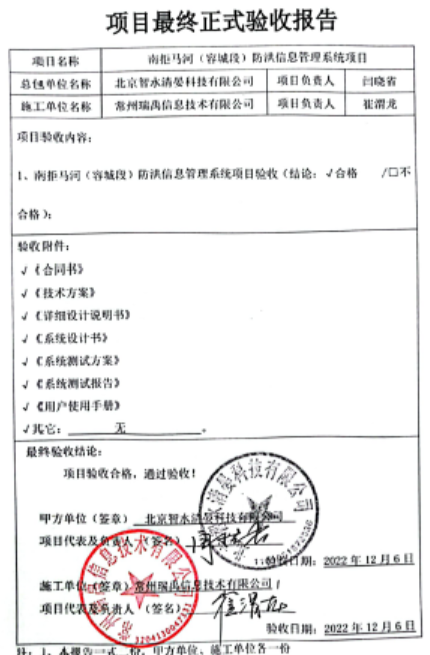 项目最终正式验收报告
项目名称 南拒马河（容城段）防洪信息管理系统项目
总包单位名称 北京智水清晏科技有限公司 项目负责人 闫晓省
施工单位名称 常州瑞禹信息技术有限公司 项目负责人 崔渭龙
项目验收内容：
1、南拒马河（容城段）防洪信息管理系统项目验收（结论：√合格 /□不
合格）；
验收附件：
√《合同书》
√《技术方案》
√《详细设计说明书》
√《系统设计书》
√《系统测试方案》
√《系统测试报告》
√《用户使用手册》
√其它： 无 。
最终验收结论：
项目验收合格，通过验收！
甲方单位（签章） 北京智水清晏科技有限公司
项目代表及负责人（签名）
验收日期：2022 年 12 月 6 日
施工单位（签章）常州瑞禹信息技术有限公司
项目代表及负责人（签名） 崔渭龙
验收日期：2022 年 12 月 6 日
注：1、本报告一式 份，甲方单位、施工单位各一份